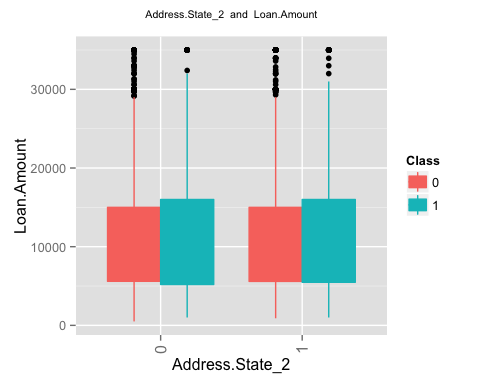 Address.State_2 and Loan.Amount
Loan.Amount
30000
20000
10000
0
0
1
Address.State_2
Class
0
1